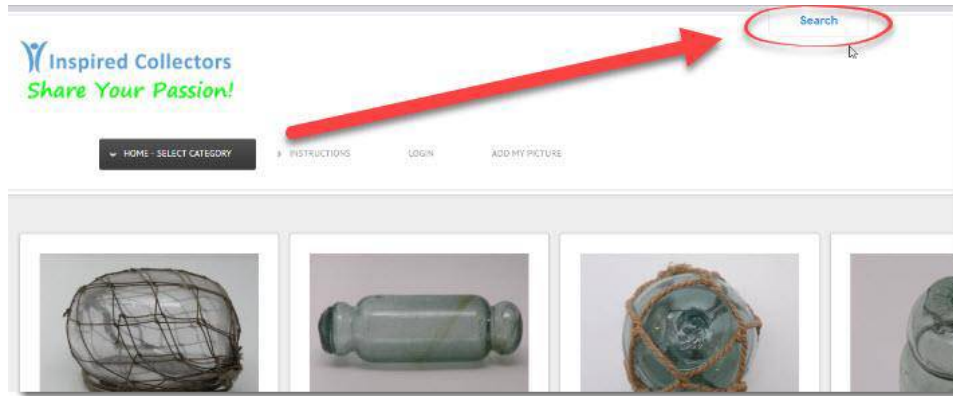 Search
Inspired Collectors
Share Your Passion!
HOME - SELECT CATEGORY INSTRUCTIONS LOGIN ADD MY PICTURE